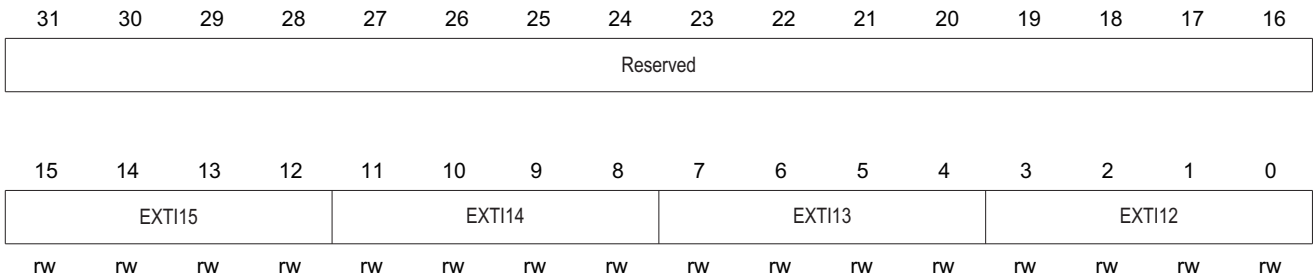 31 30 29 28 27 26 25 24 23 22 21 20 19 18 17 16
Reserved
15 14 13 12 11 10 9 8 7 6 5 4 3 2 1 0
EXTI15 EXTI14 EXTI13 EXTI12
rw rw rw rw rw rw rw rw rw rw rw rw rw rw rw rw